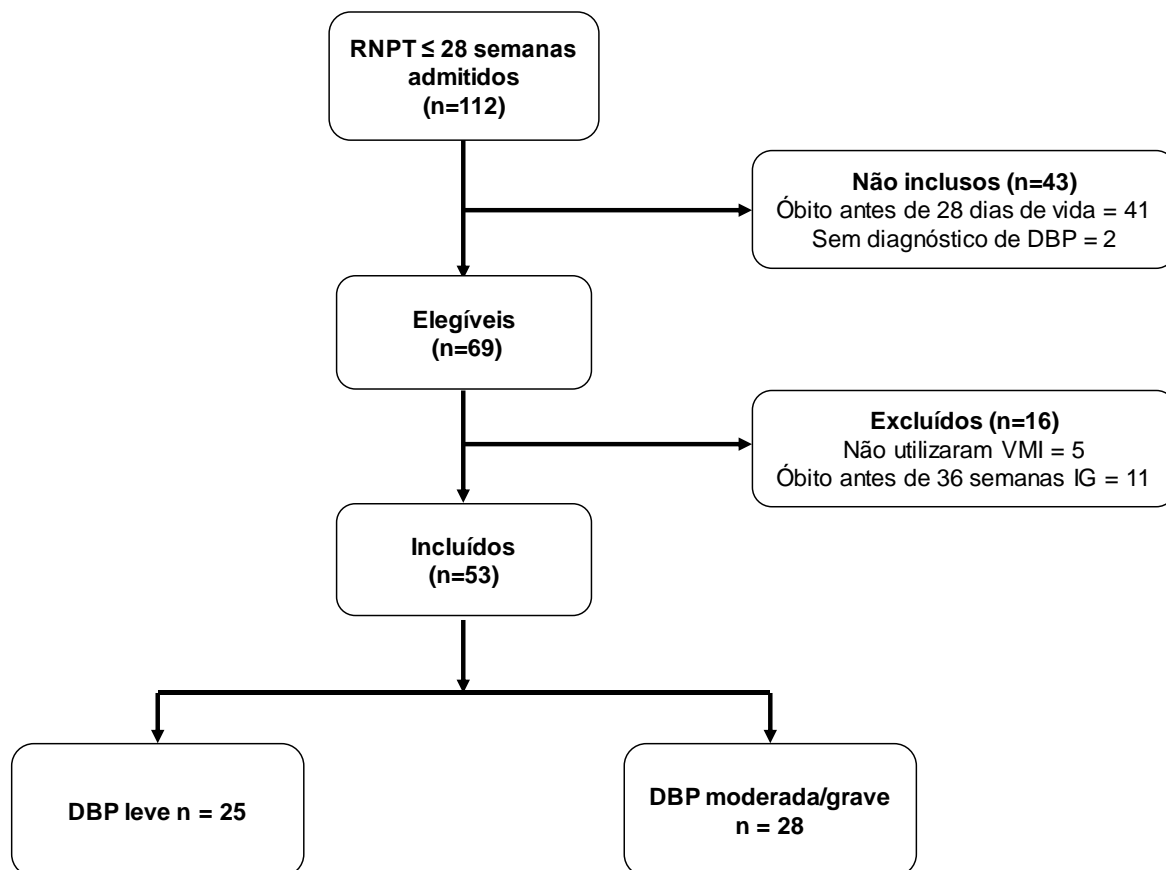 RNPT ≤ 28 semanas
admitidos
(n=112)
Não inclusos (n=43)
Óbito antes de 28 dias de vida = 41
Sem diagnóstico de DBP = 2
Elegíveis
(n=69)
Excluídos (n=16)
Não utilizaram VMI = 5
Óbito antes de 36 semanas IG = 11
Incluídos
(n=53)
DBP leve n = 25
DBP moderada/grave
n = 28